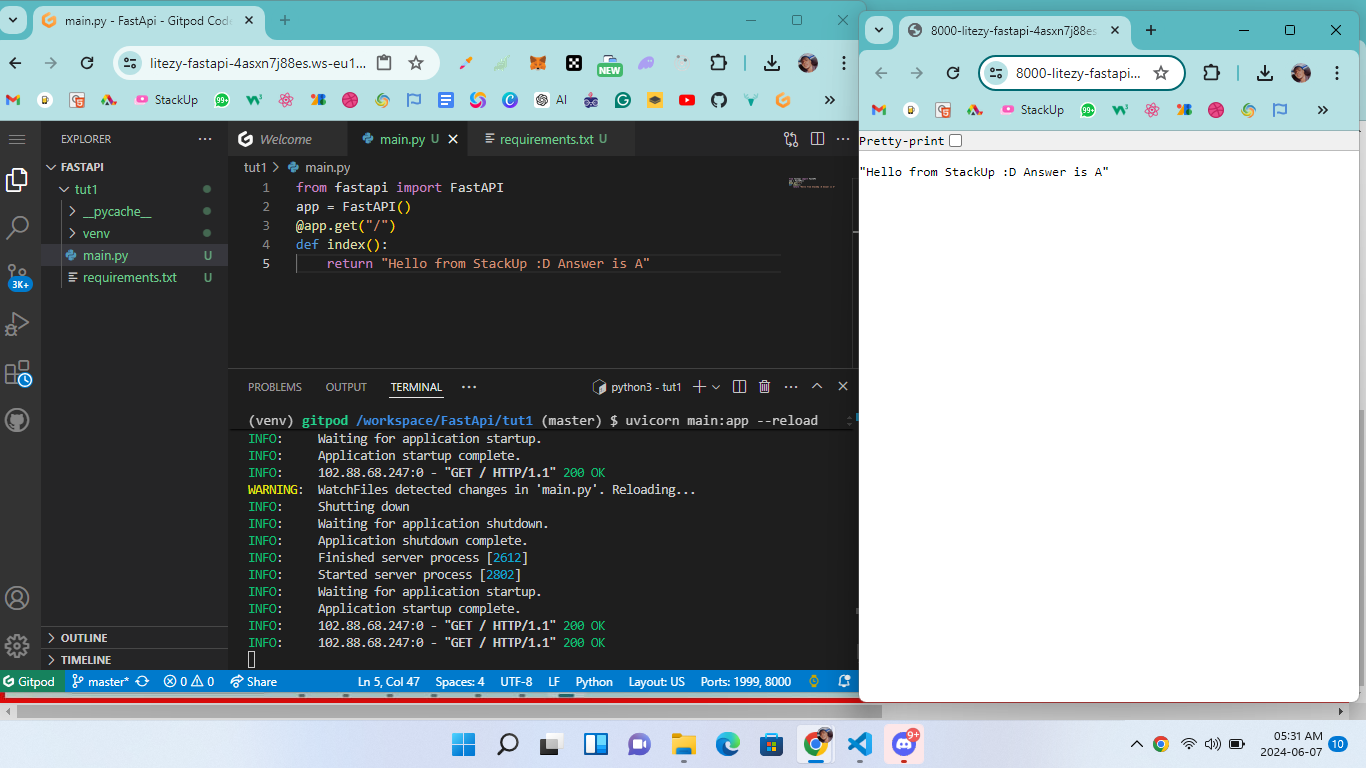 main.py - FastApi - Gitpod Code
litezy-fastapi-4asxn7j88es.ws-eu1...
NEW
StackUp
99+
AI
»
EXPLORER
FASTAPI
tut1
__pycache__
venv
main.py U
requirements.txt U
3K+
OUTLINE
TIMELINE
Welcome
main.py U
requirements.txt U
tut1 > main.py
1 from fastapi import FastAPI
2 app = FastAPI()
3 @app.get("/")
4 def index():
5 return "Hello from StackUp :D Answer is A"
PROBLEMS OUTPUT TERMINAL ··· python3 - tut1
(venv) gitpod /workspace/FastApi/tut1 (master) $ uvicorn main:app --reload
INFO: Waiting for application startup.
INFO: Application startup complete.
INFO: 102.88.68.247:0 - "GET / HTTP/1.1" 200 OK
WARNING: WatchFiles detected changes in 'main.py'. Reloading...
INFO: Shutting down
INFO: Waiting for application shutdown.
INFO: Application shutdown complete.
INFO: Finished server process [2612]
INFO: Started server process [2802]
INFO: Waiting for application startup.
INFO: Application startup complete.
INFO: 102.88.68.247:0 - "GET / HTTP/1.1" 200 OK
INFO: 102.88.68.247:0 - "GET / HTTP/1.1" 200 OK
Gitpod master* 0 0 Share Ln 5, Col 47 Spaces: 4 UTF-8 LF Python Layout: US Ports: 1999, 8000
8000-litezy-fastapi-4asxn7j88es
8000-litezy-fastapi...
StackUp
99+
»
Pretty-print
"Hello from StackUp :D Answer is A"
9+
05:31 AM
2024-06-07
10